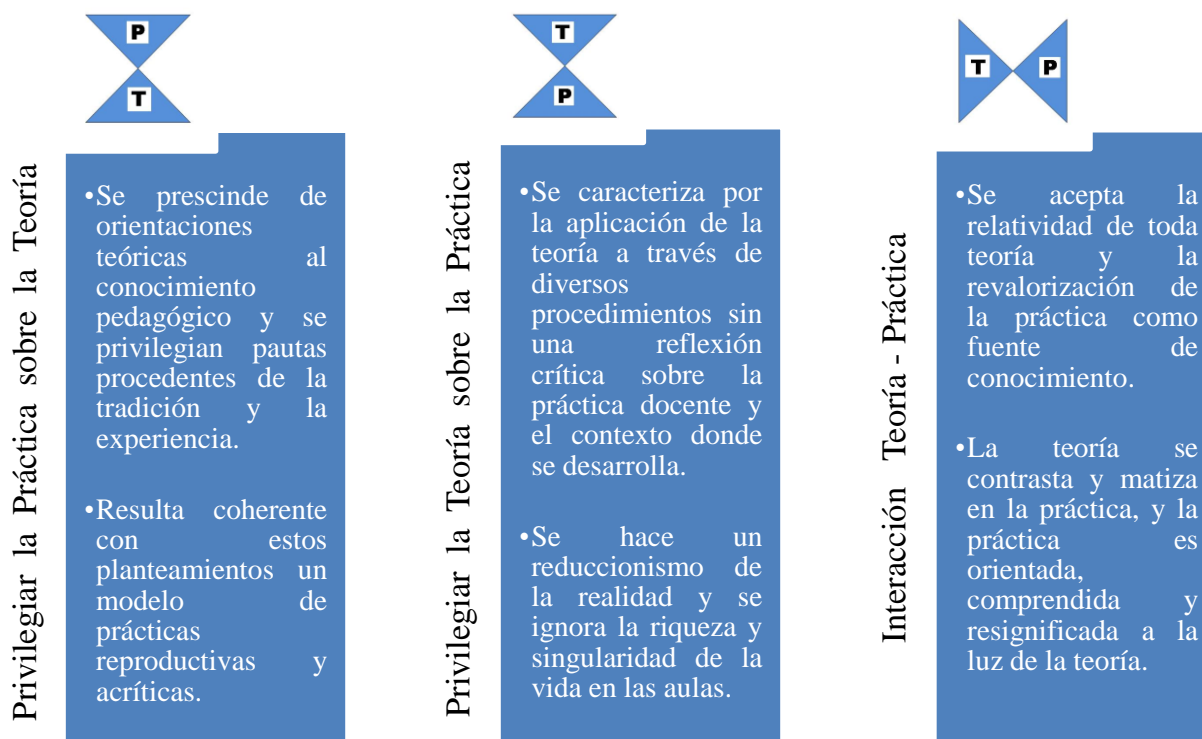 P
T
Privilegiar la Práctica sobre la Teoría
•Se prescinde de
orientaciones
teóricas al
conocimiento
pedagógico y se
privilegian pautas
procedentes de la
tradición y la
experiencia.
•Resulta coherente
con estos
planteamientos un
modelo de
prácticas
reproductivas y
acríticas.
T
P
Privilegiar la Teoría sobre la Práctica
•Se caracteriza por
la aplicación de la
teoría a través de
diversos
procedimientos sin
una reflexión
crítica sobre la
práctica docente y
el contexto donde
se desarrolla.
•Se hace un
reduccionismo de
la realidad y se
ignora la riqueza y
singularidad de la
vida en las aulas.
T P
Interacción Teoría - Práctica
•Se acepta la
relatividad de toda
teoría y la
revalorización de
la práctica como
fuente de
conocimiento.
•La teoría se
contrasta y matiza
en la práctica, y la
práctica es
orientada,
comprendida y
resignificada a la
luz de la teoría.